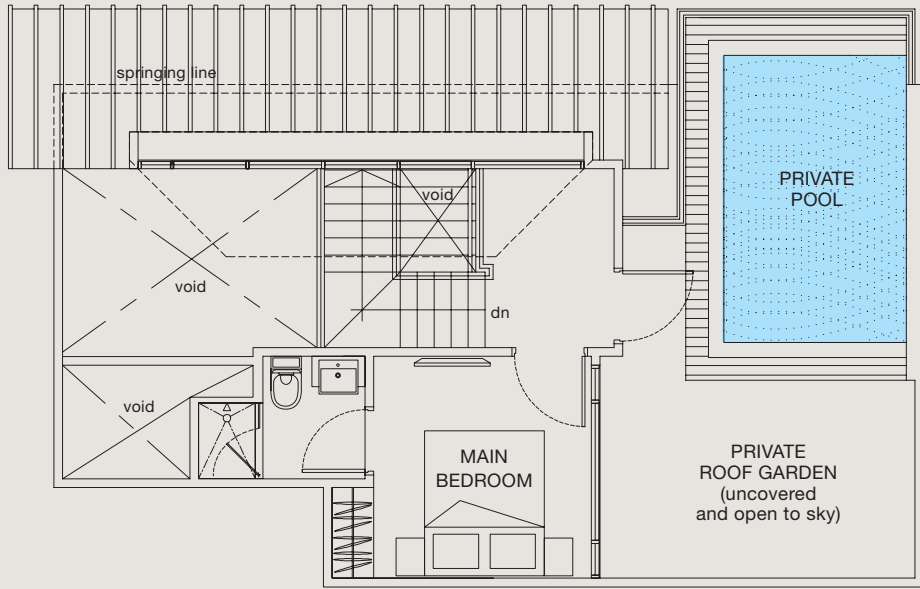 springing line
void
PRIVATE
POOL
void
dn
void
MAIN
BEDROOM
PRIVATE
ROOF GARDEN
(uncovered
and open to sky)